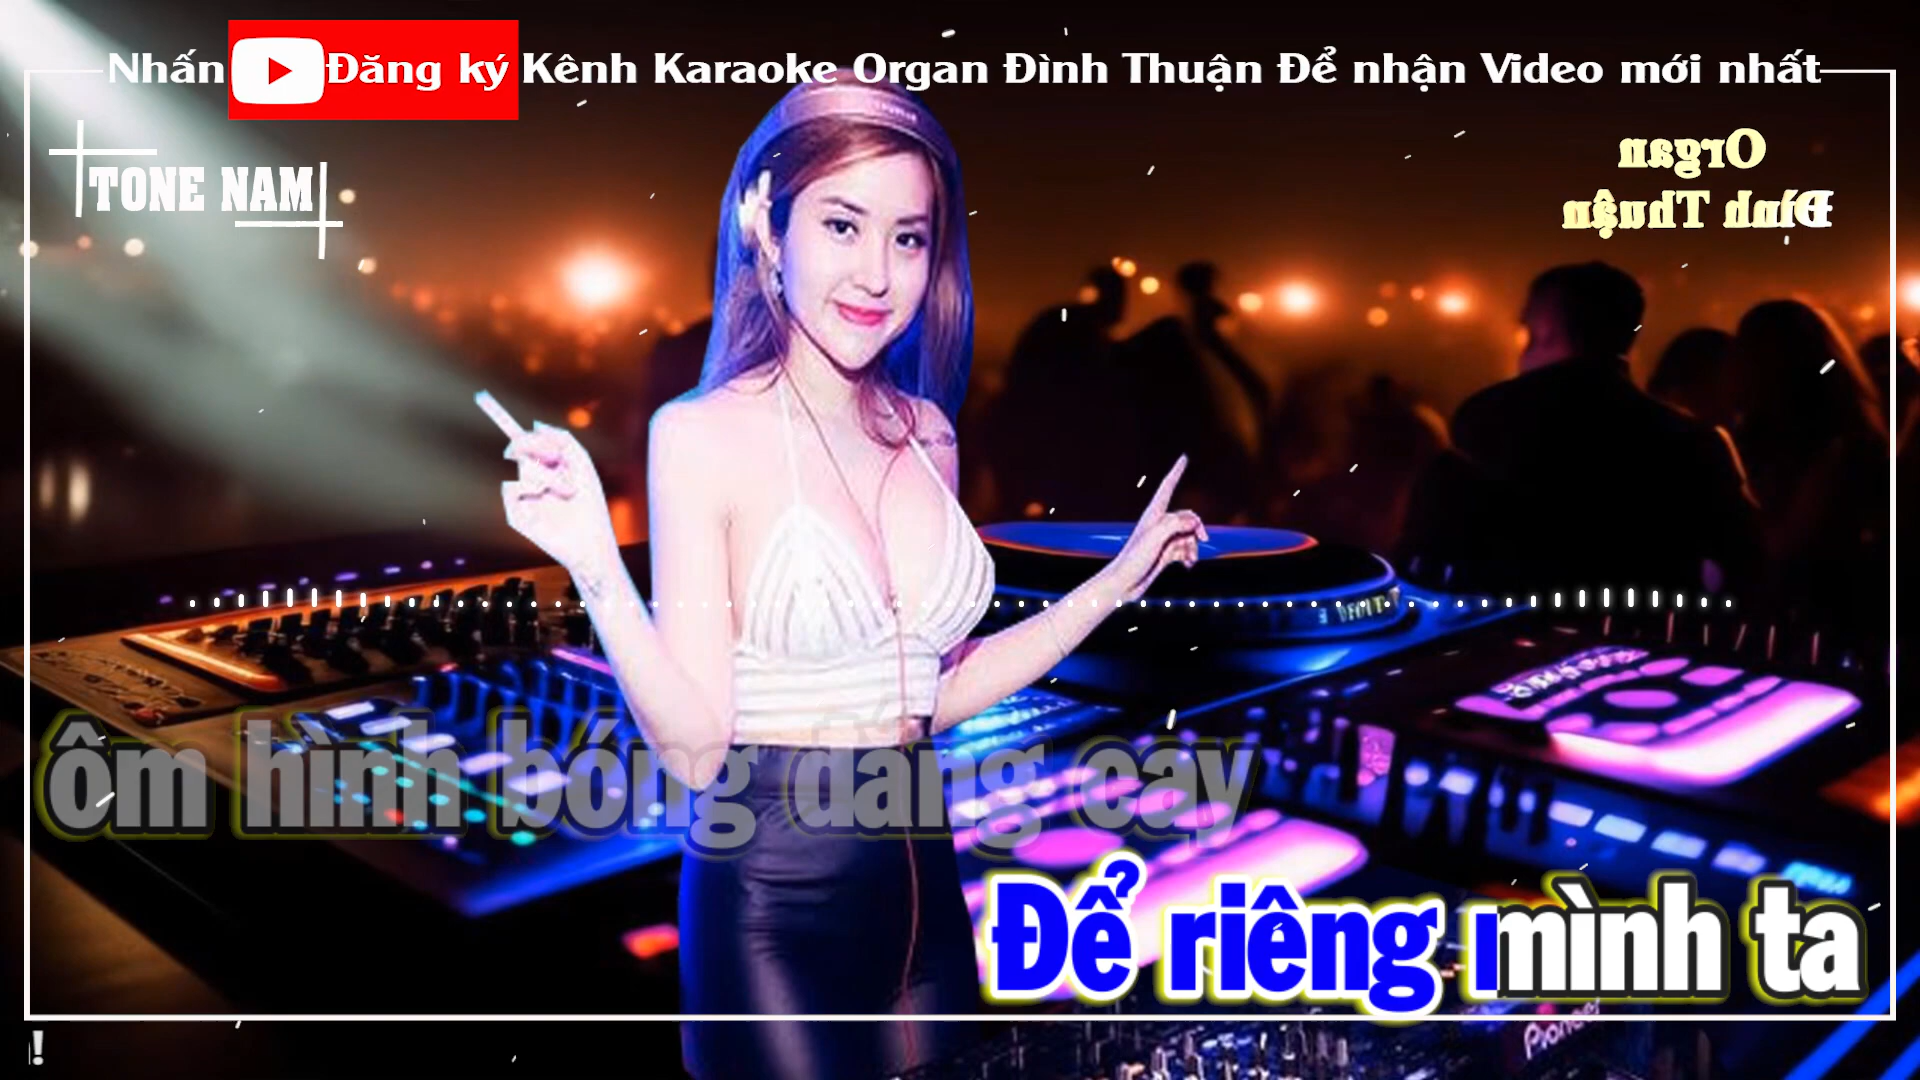 Nhấn Đăng ký Kênh Karaoke Organ Đình Thuận Để nhận Video mới nhất
TONE NAM
Organ
Đình Thuận
ôm hình bóng đắng cay
Để riêng mình ta
!
Pioneer